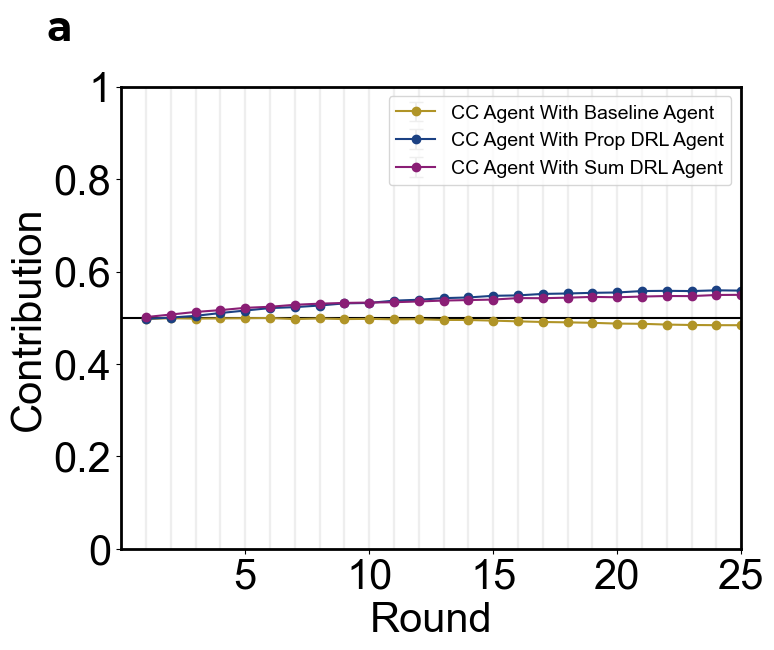 a
CC Agent With Baseline Agent
CC Agent With Prop DRL Agent
CC Agent With Sum DRL Agent
Contribution
1
0.8
0.6
0.4
0.2
0
5 10 15 20 25
Round